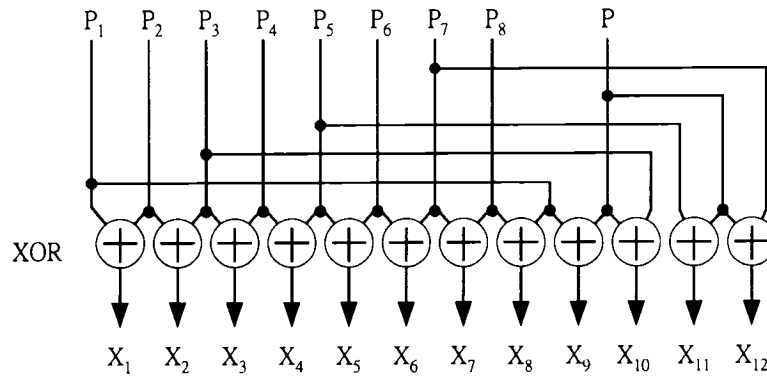 P₁ P₂ P₃ P₄ P₅ P₆ P₇ P₈ P
XOR
X₁ X₂ X₃ X₄ X₅ X₆ X₇ X₈ X₉ X₁₀ X₁₁ X₁₂